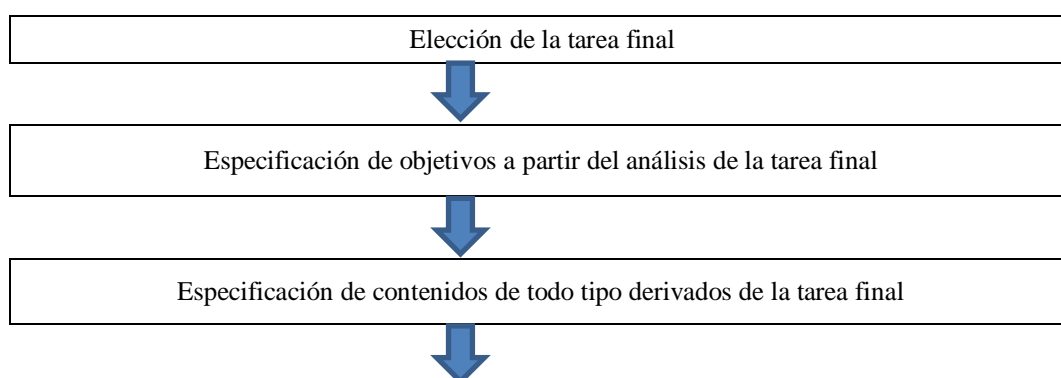 Elección de la tarea final
Especificación de objetivos a partir del análisis de la tarea final
Especificación de contenidos de todo tipo derivados de la tarea final